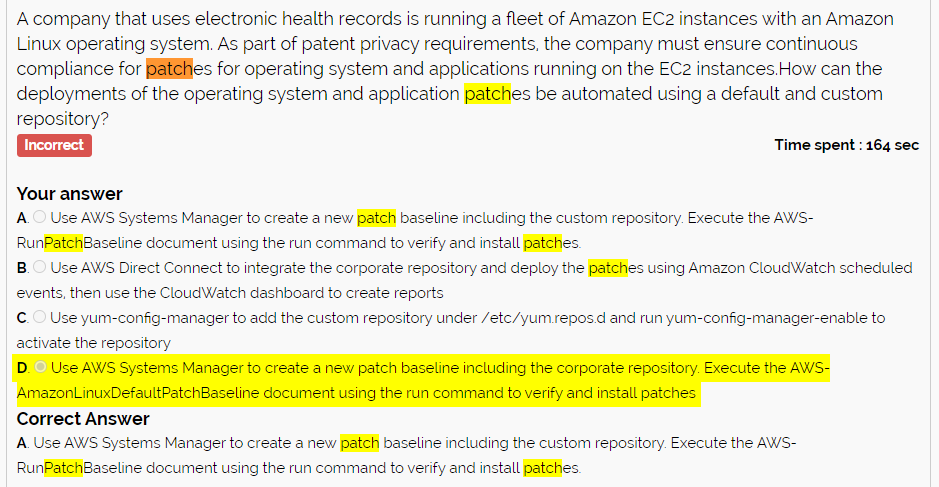 A company that uses electronic health records is running a fleet of Amazon EC2 instances with an Amazon
Linux operating system. As part of patent privacy requirements, the company must ensure continuous
compliance for patches for operating system and applications running on the EC2 instances.How can the
deployments of the operating system and application patches be automated using a default and custom
repository?
Incorrect
Time spent : 164 sec
Your answer
A. Use AWS Systems Manager to create a new patch baseline including the custom repository. Execute the AWS-
RunPatchBaseline document using the run command to verify and install patches.
B. Use AWS Direct Connect to integrate the corporate repository and deploy the patches using Amazon CloudWatch scheduled
events, then use the CloudWatch dashboard to create reports
C. Use yum-config-manager to add the custom repository under /etc/yum.repos.d and run yum-config-manager-enable to
activate the repository
D. Use AWS Systems Manager to create a new patch baseline including the corporate repository. Execute the AWS-
AmazonLinuxDefaultPatchBaseline document using the run command to verify and install patches
Correct Answer
A. Use AWS Systems Manager to create a new patch baseline including the custom repository. Execute the AWS-
RunPatchBaseline document using the run command to verify and install patches.